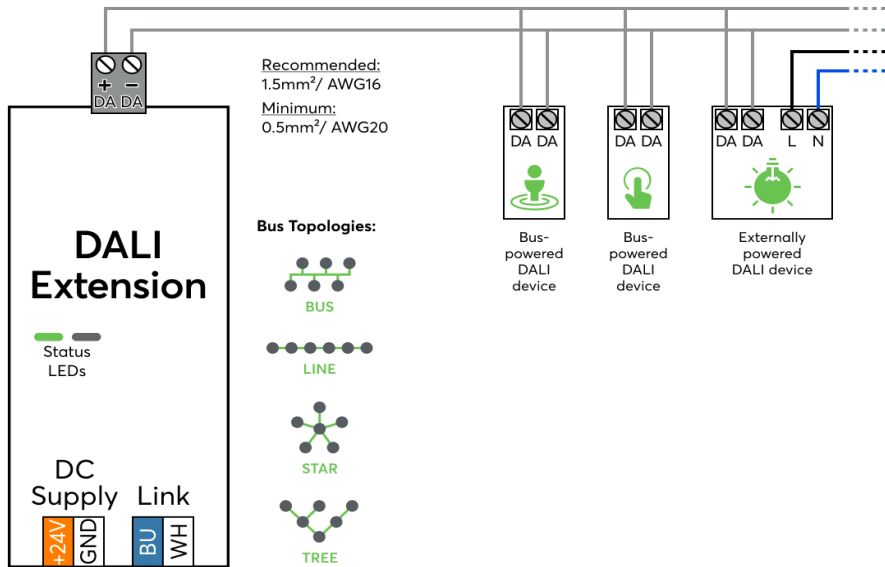 + −
DA DA
Recommended:
1.5mm²/ AWG16
Minimum:
0.5mm²/ AWG20
DA DA
DA DA
DA DA L N
Bus-
powered
DALI
device
Bus-
powered
DALI
device
Externally
powered
DALI device
DALI
Extension
Status
LEDs
Bus Topologies:
BUS
LINE
STAR
TREE
DC
Supply
Link
+24V
GND
BU
WH